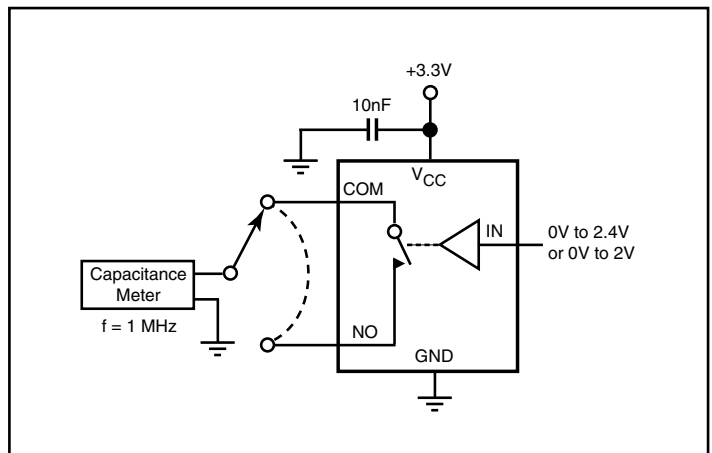 +3.3V
10nF
VCC
COM
IN
0V to 2.4V
or 0V to 2V
Capacitance
Meter
f = 1 MHz
NO
GND